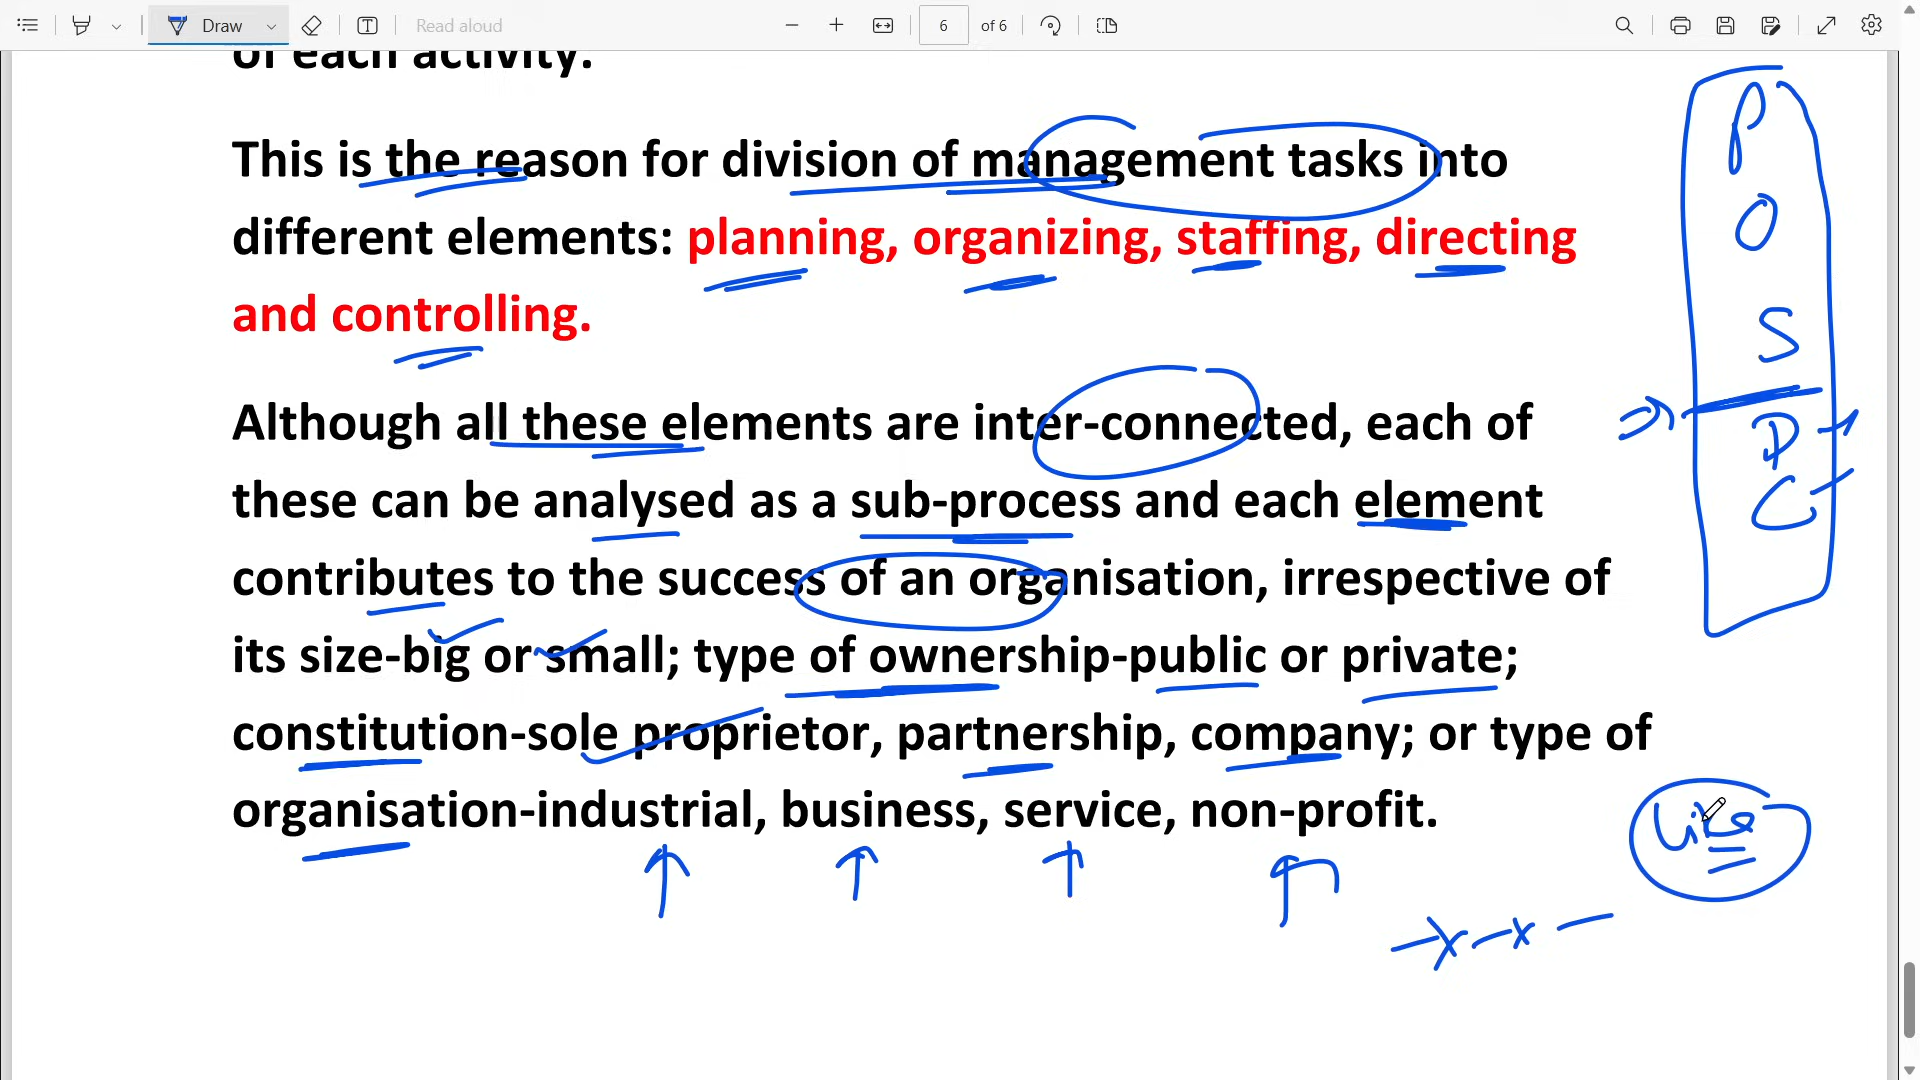 Draw
Read aloud
6
of 6
of each activity.
This is the reason for division of management tasks into
different elements: planning, organizing, staffing, directing
and controlling.
Although all these elements are inter-connected, each of
these can be analysed as a sub-process and each element
contributes to the success of an organisation, irrespective of
its size-big or small; type of ownership-public or private;
constitution-sole proprietor, partnership, company; or type of
organisation-industrial, business, service, non-profit.
P
O
S
D
C
Like